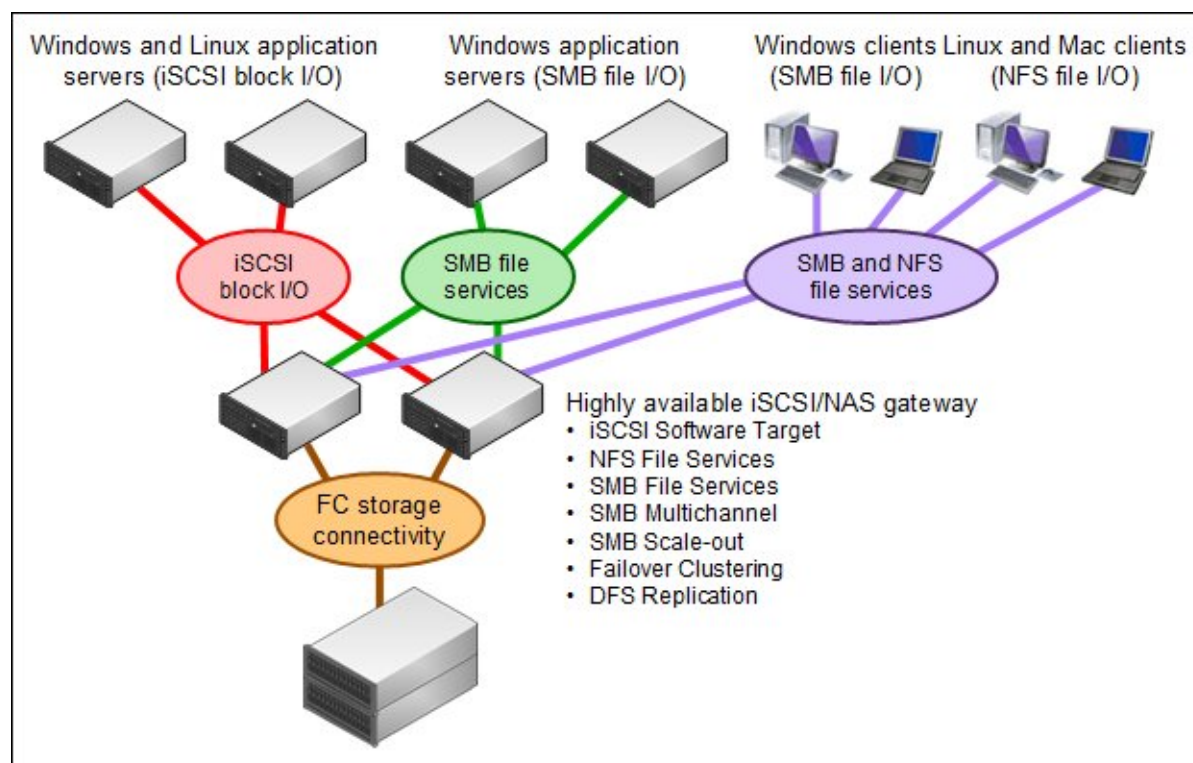 Windows and Linux application
servers (iSCSI block I/O)
Windows application
servers (SMB file I/O)
Windows clients
(SMB file I/O)
Linux and Mac clients
(NFS file I/O)
iSCSI
block I/O
SMB file
services
SMB and NFS
file services
Highly available iSCSI/NAS gateway
• iSCSI Software Target
• NFS File Services
• SMB File Services
• SMB Multichannel
• SMB Scale-out
• Failover Clustering
• DFS Replication
FC storage
connectivity